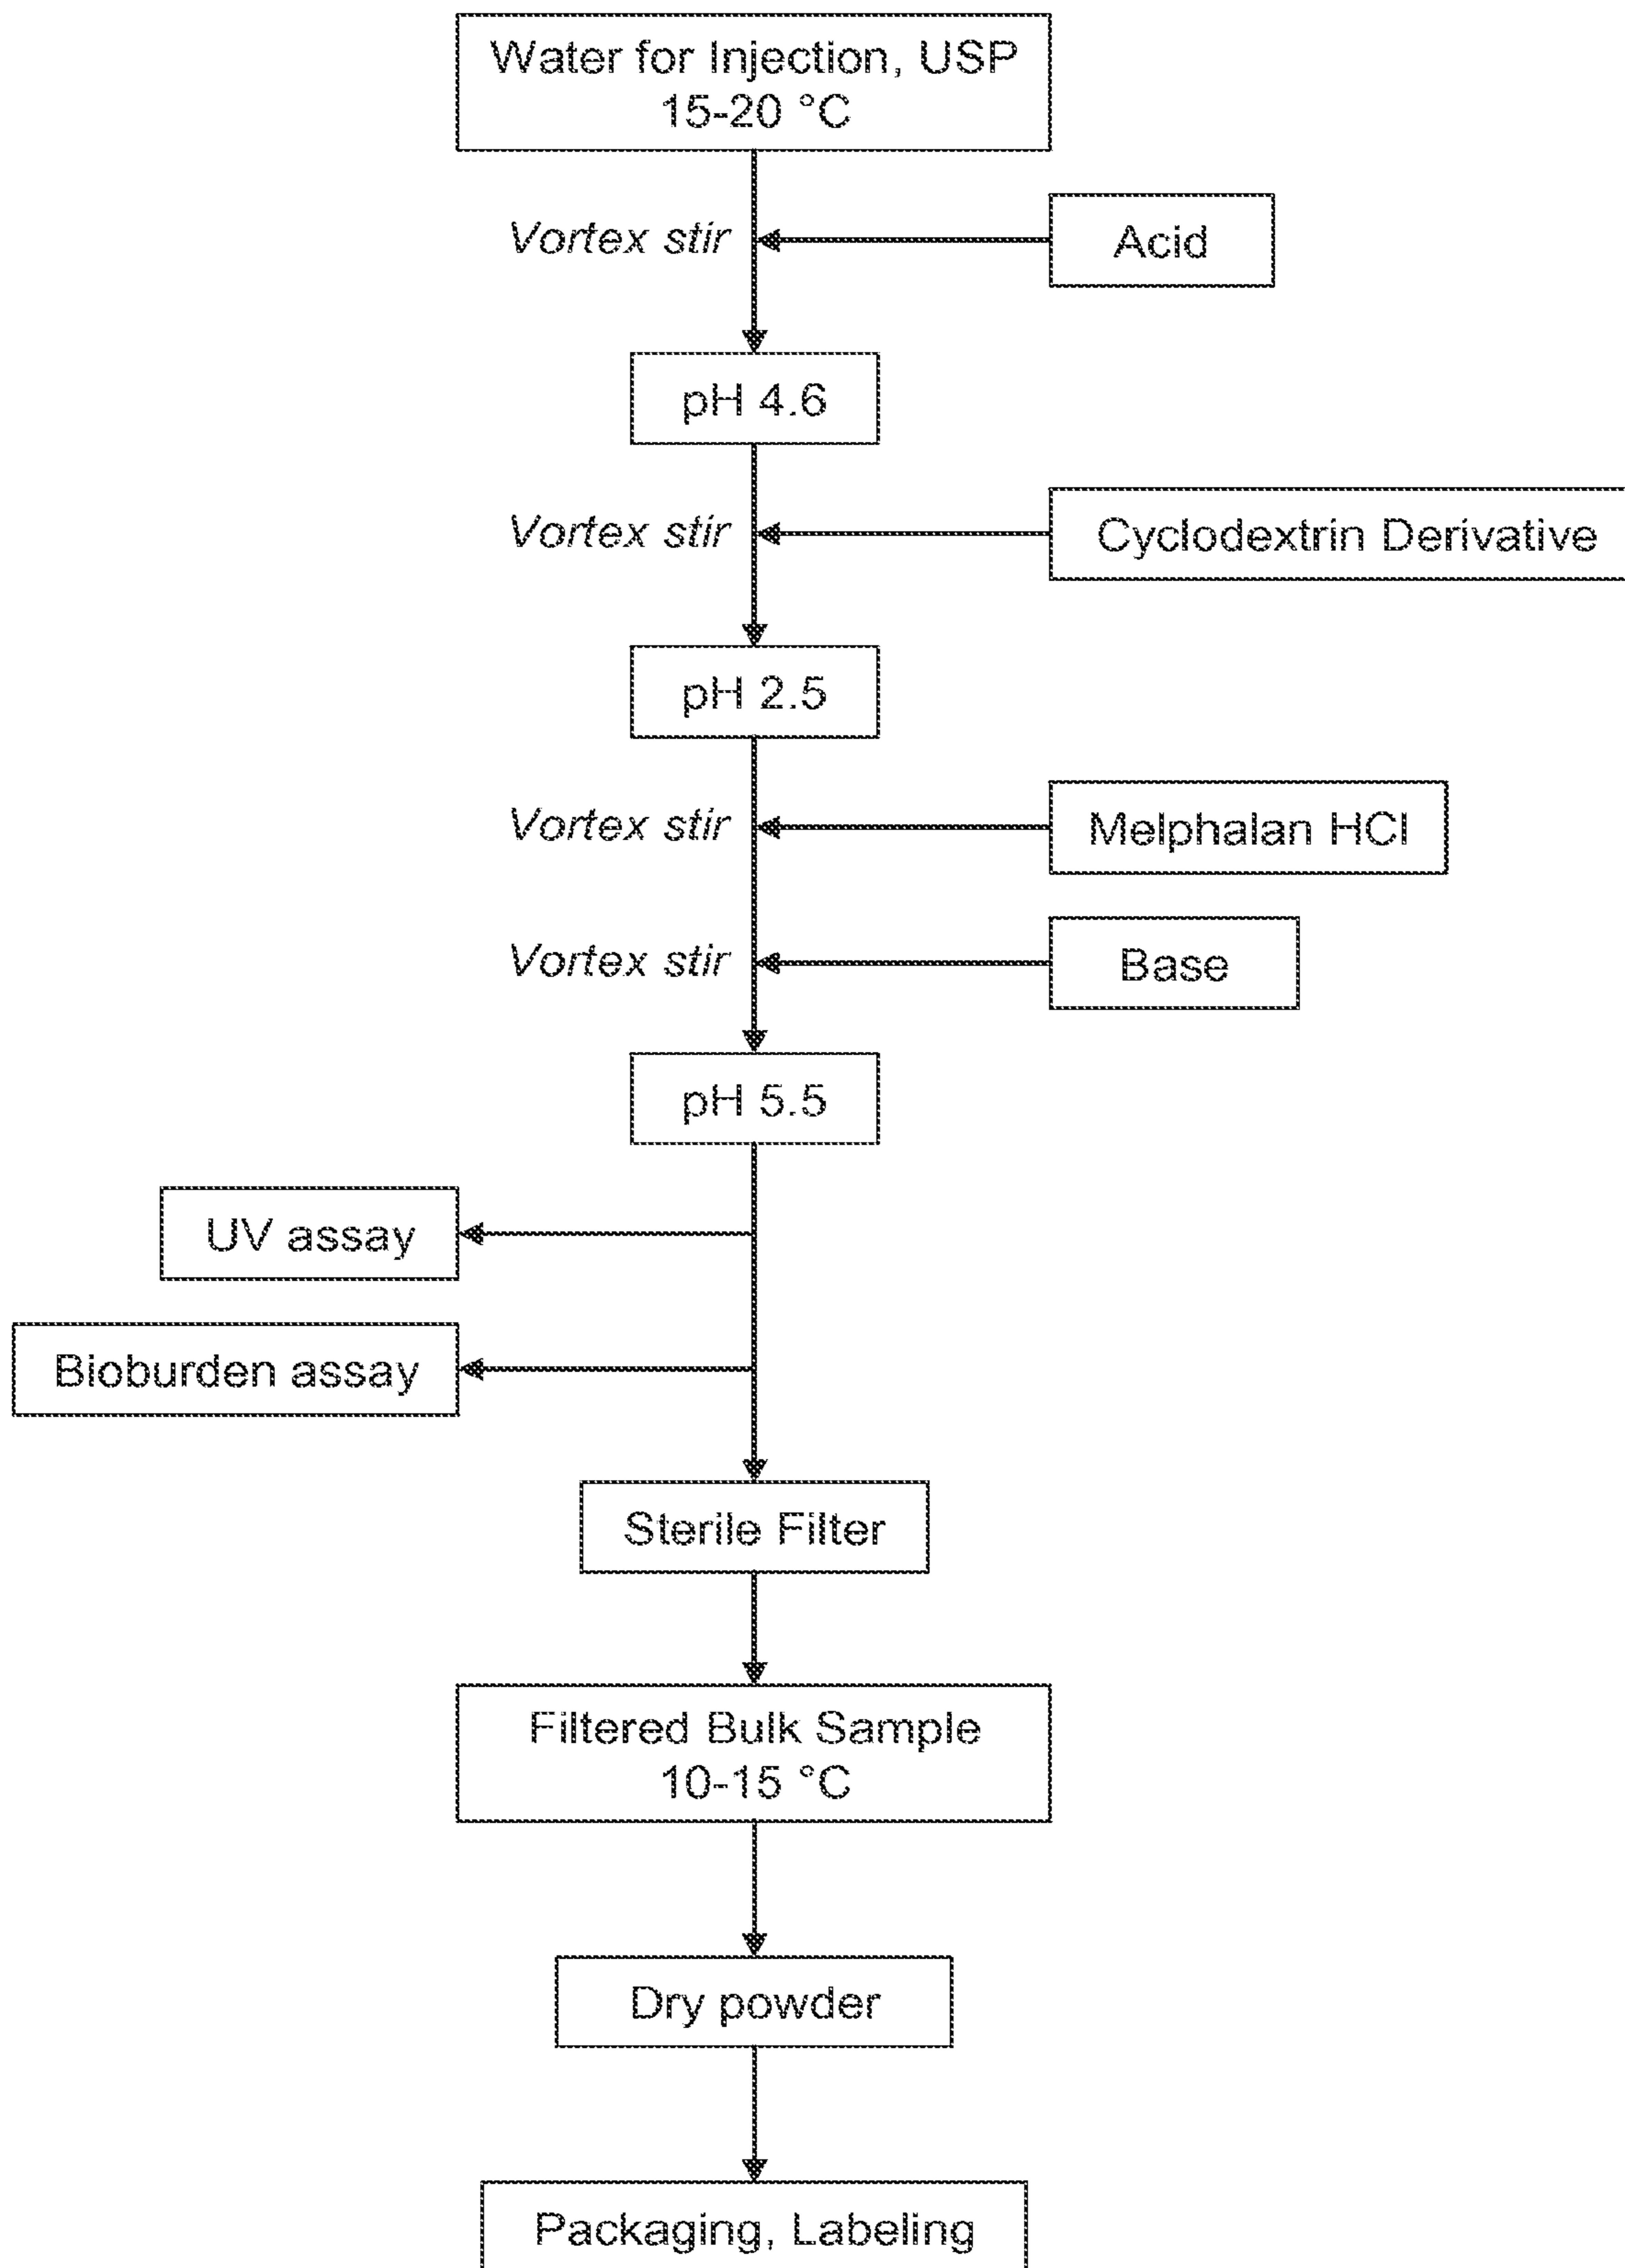 Water for Injection, USP
15-20 °C
Vortex stir
Acid
pH 4.6
Vortex stir
Cyclodextrin Derivative
pH 2.5
Vortex stir
Melphalan HCl
Vortex stir
Base
pH 5.5
UV assay
Bioburden assay
Sterile Filter
Filtered Bulk Sample
10-15 °C
Dry powder
Packaging, Labeling